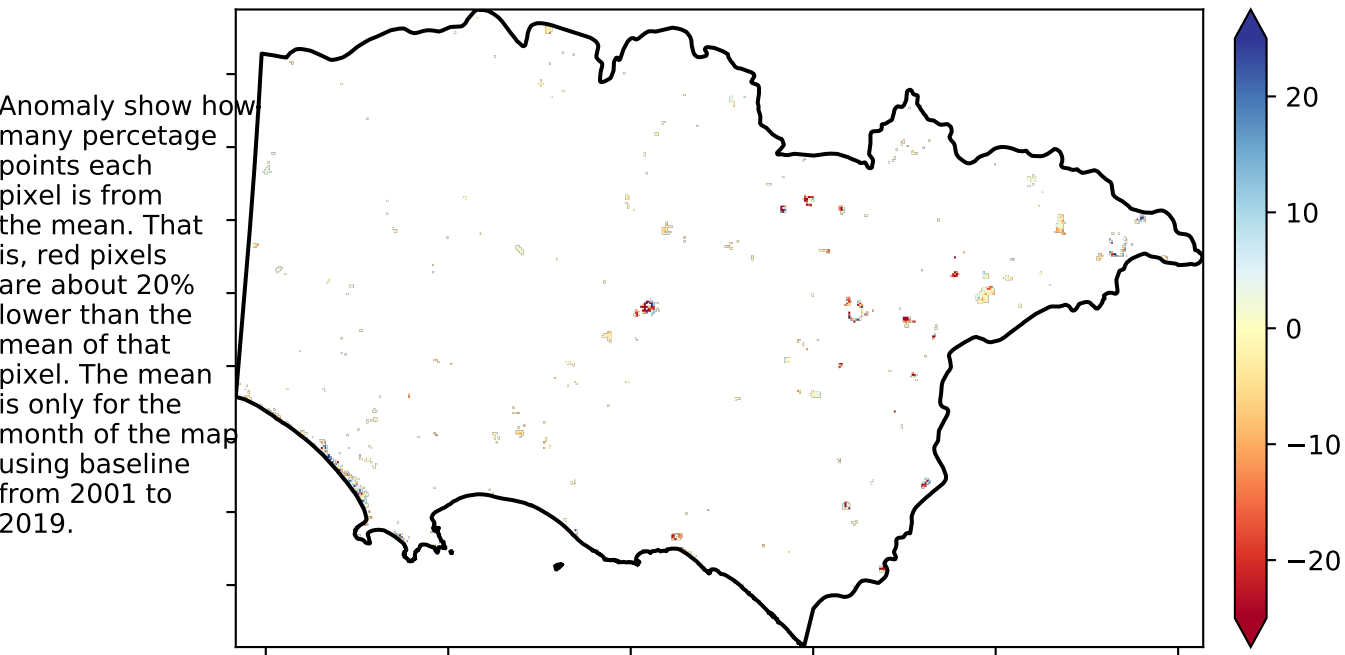 Anomaly show how
many percetage
points each
pixel is from
the mean. That
is, red pixels
are about 20%
lower than the
mean of that
pixel. The mean
is only for the
month of the map
using baseline
from 2001 to
2019.
20
10
0
−10
−20